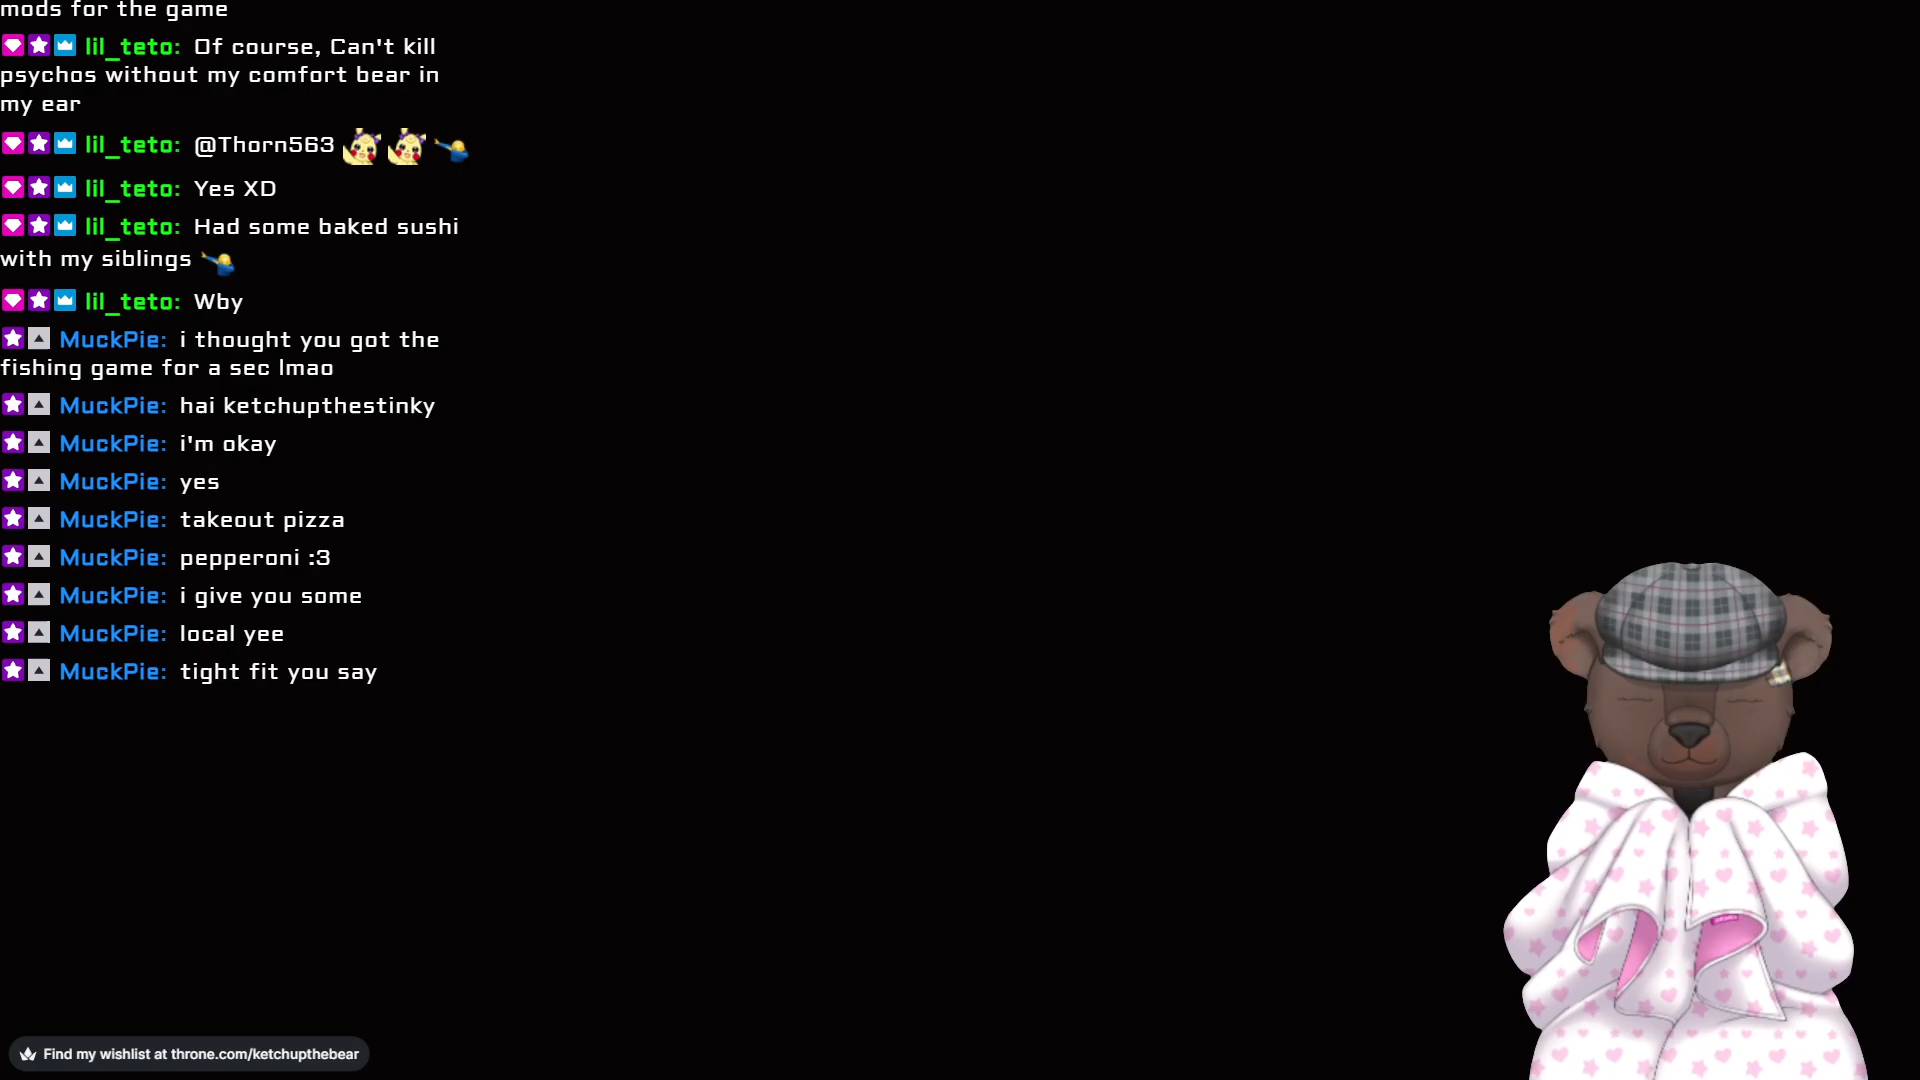 mods for the game
lil_teto: Of course, Can't kill
psychos without my comfort bear in
my ear
lil_teto: @Thorn563
lil_teto: Yes XD
lil_teto: Had some baked sushi
with my siblings
lil_teto: Wby
MuckPie: i thought you got the
fishing game for a sec lmao
MuckPie: hai ketchupthestinky
MuckPie: i'm okay
MuckPie: yes
MuckPie: takeout pizza
MuckPie: pepperoni :3
MuckPie: i give you some
MuckPie: local yee
MuckPie: tight fit you say
Find my wishlist at throne.com/ketchupthebear